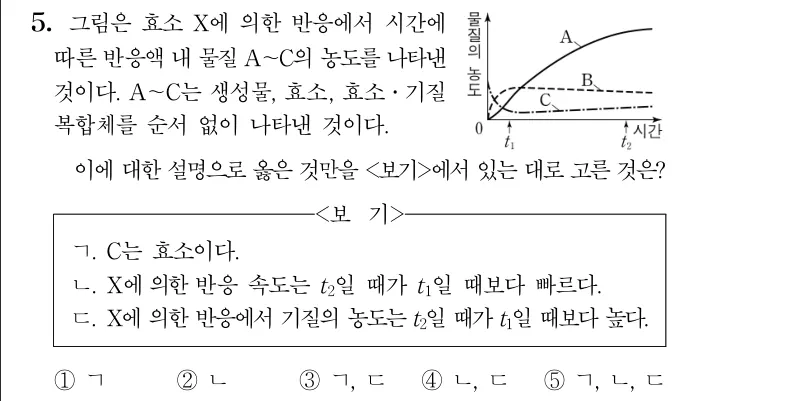 5. 그림은 효소 X에 의한 반응에서 시간에
따른 반응액 내 물질 A~C의 농도를 나타낸
것이다. A~C는 생성물, 효소, 효소·기질
복합체를 순서 없이 나타낸 것이다.
물질의 농도
A
B
C
0
t₁
t₂
시간
이에 대한 설명으로 옳은 것만을 <보기>에서 있는 대로 고른 것은?
<보 기>
ㄱ. C는 효소이다.
ㄴ. X에 의한 반응 속도는 t₂일 때가 t₁일 때보다 빠르다.
ㄷ. X에 의한 반응에서 기질의 농도는 t₂일 때가 t₁일 때보다 높다.
① ㄱ ② ㄴ ③ ㄱ, ㄷ ④ ㄴ, ㄷ ⑤ ㄱ, ㄴ, ㄷ